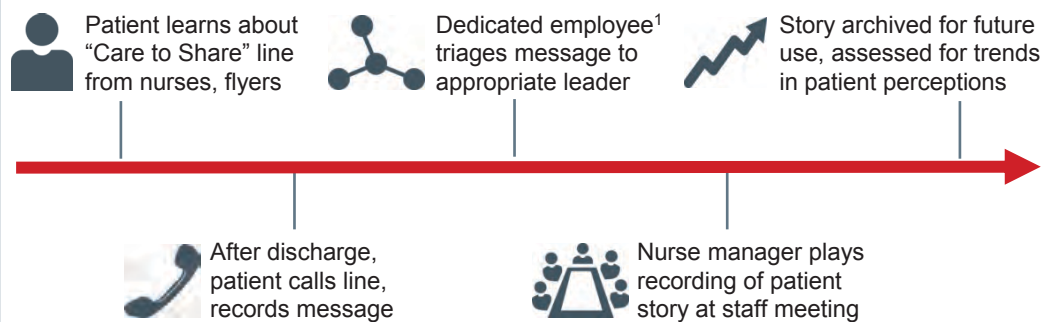 Patient learns about
“Care to Share” line
from nurses, flyers
After discharge,
patient calls line,
records message
Dedicated employee¹
triages message to
appropriate leader
Nurse manager plays
recording of patient
story at staff meeting
Story archived for future
use, assessed for trends
in patient perceptions